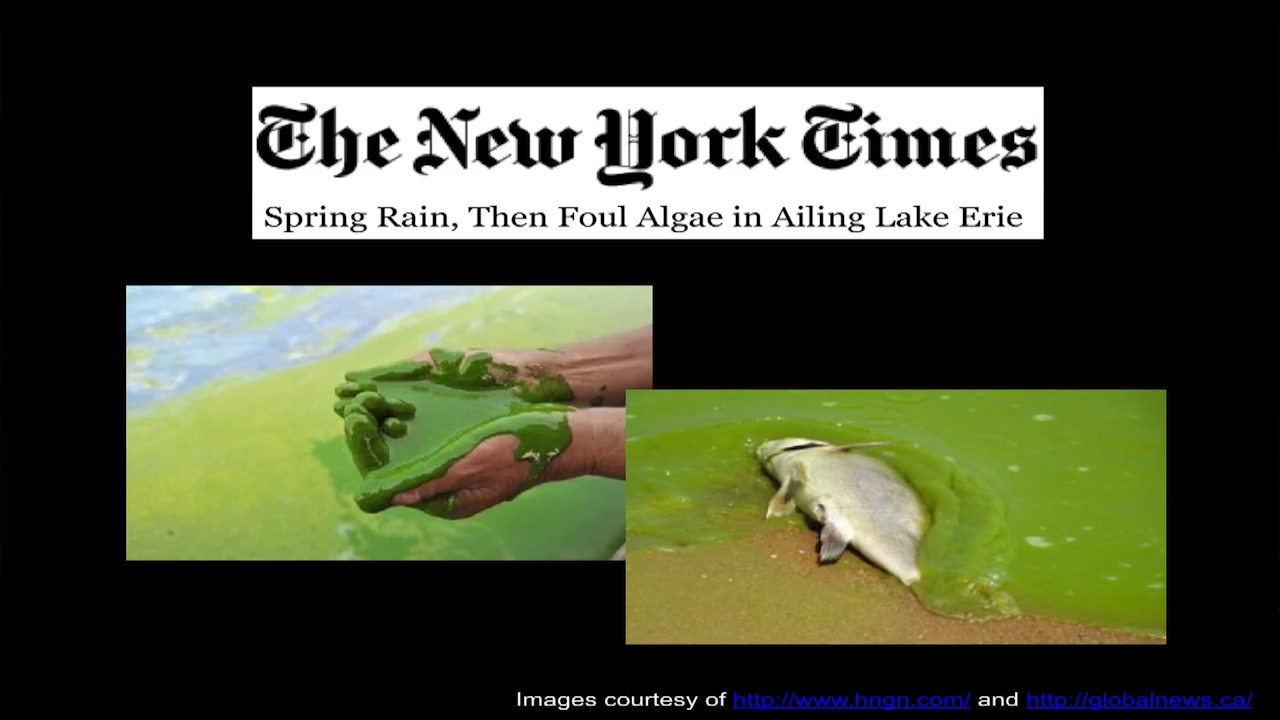 The New York Times
Spring Rain, Then Foul Algae in Ailing Lake Erie
Images courtesy of http://www.hngn.com/ and http://globalnews.ca/